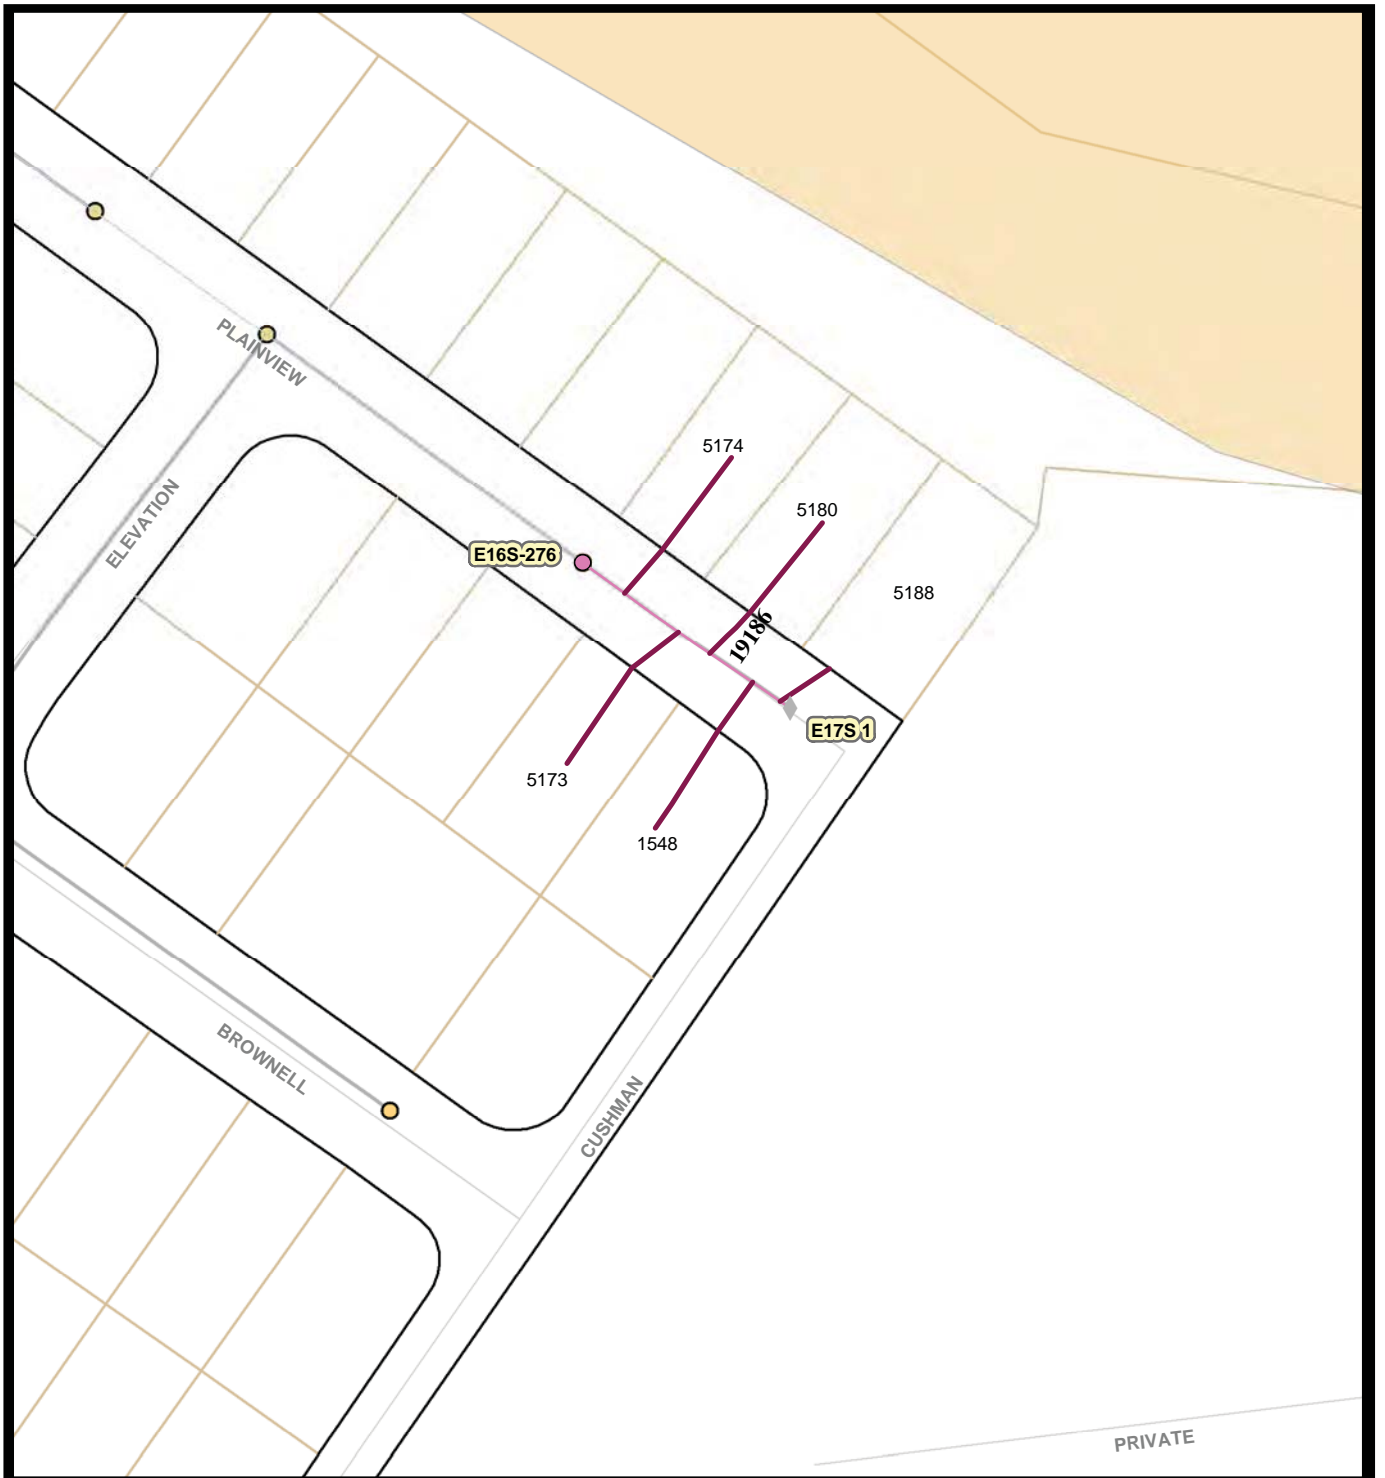 PLAINVIEW
5174
ELEVATION
5180
E16S-276
5188
19186
E17S 1
5173
1548
BROWNELL
CUSHMAN
PRIVATE